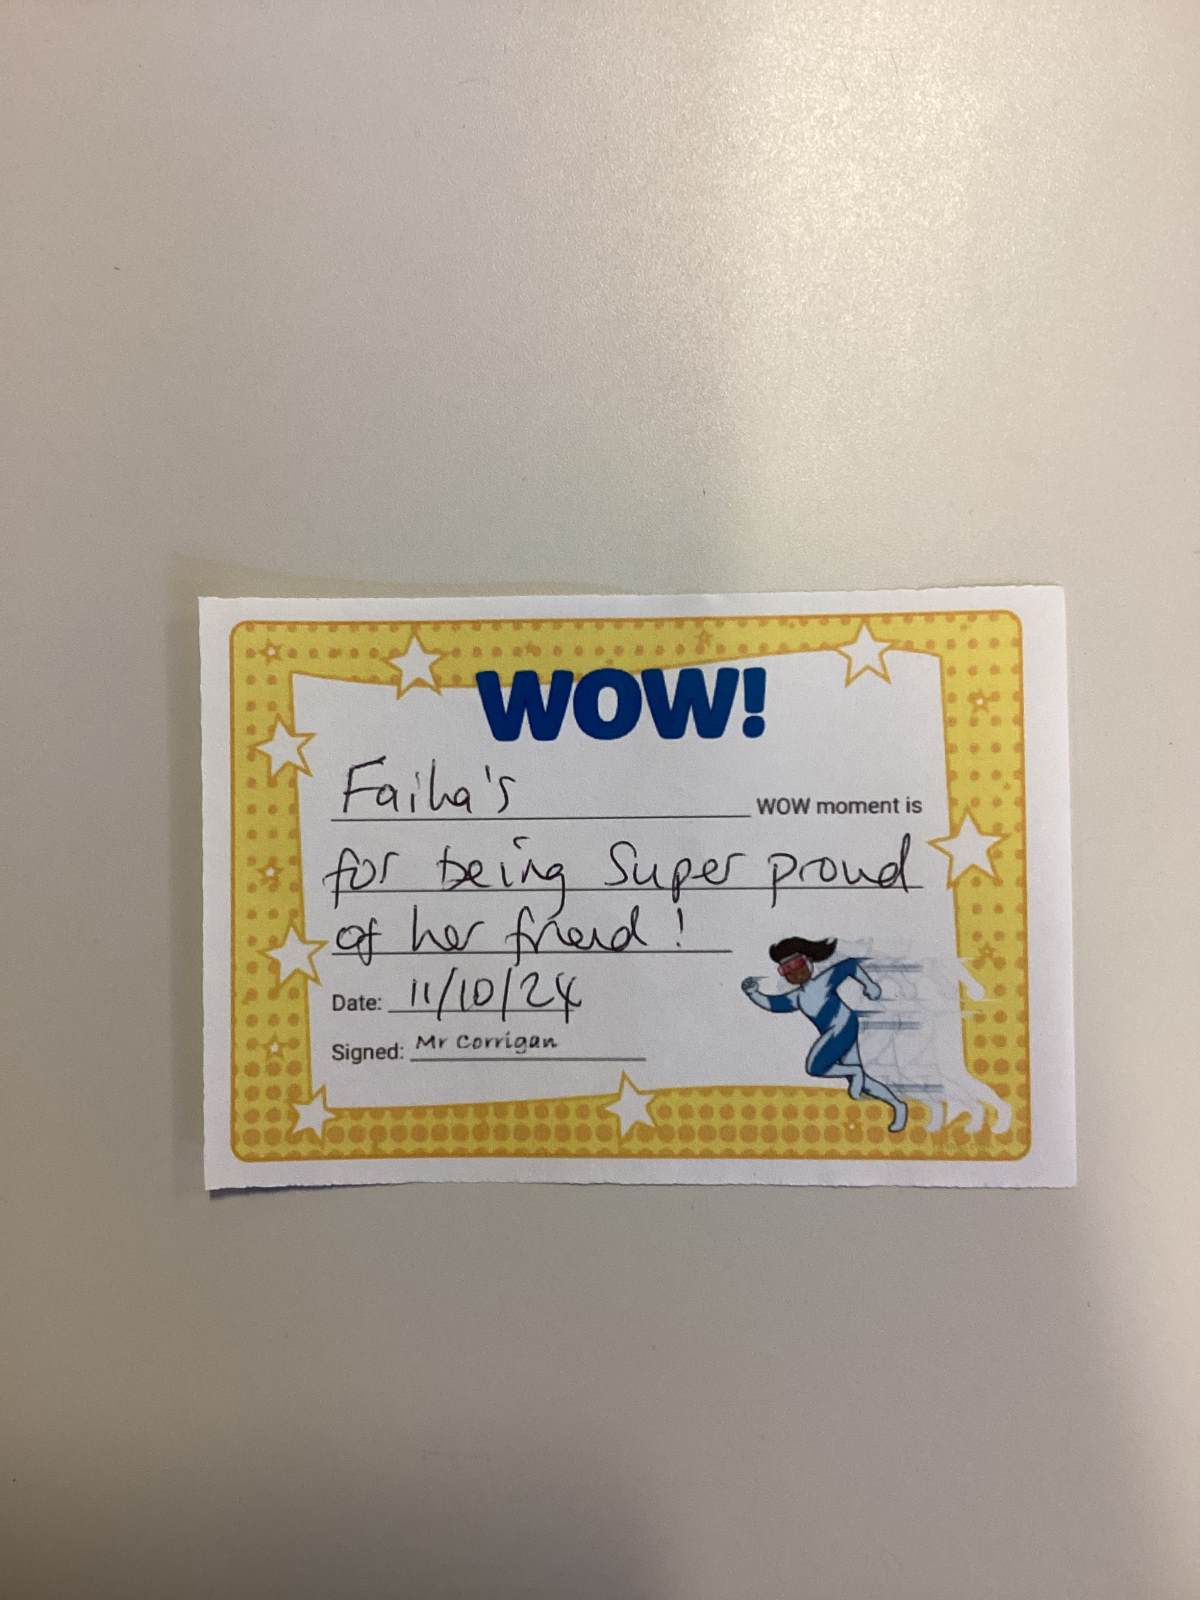 WOW!
Faiha's WOW moment is
for being Super proud
of her friend!
Date: 11/10/24
Signed: Mr Corrigan